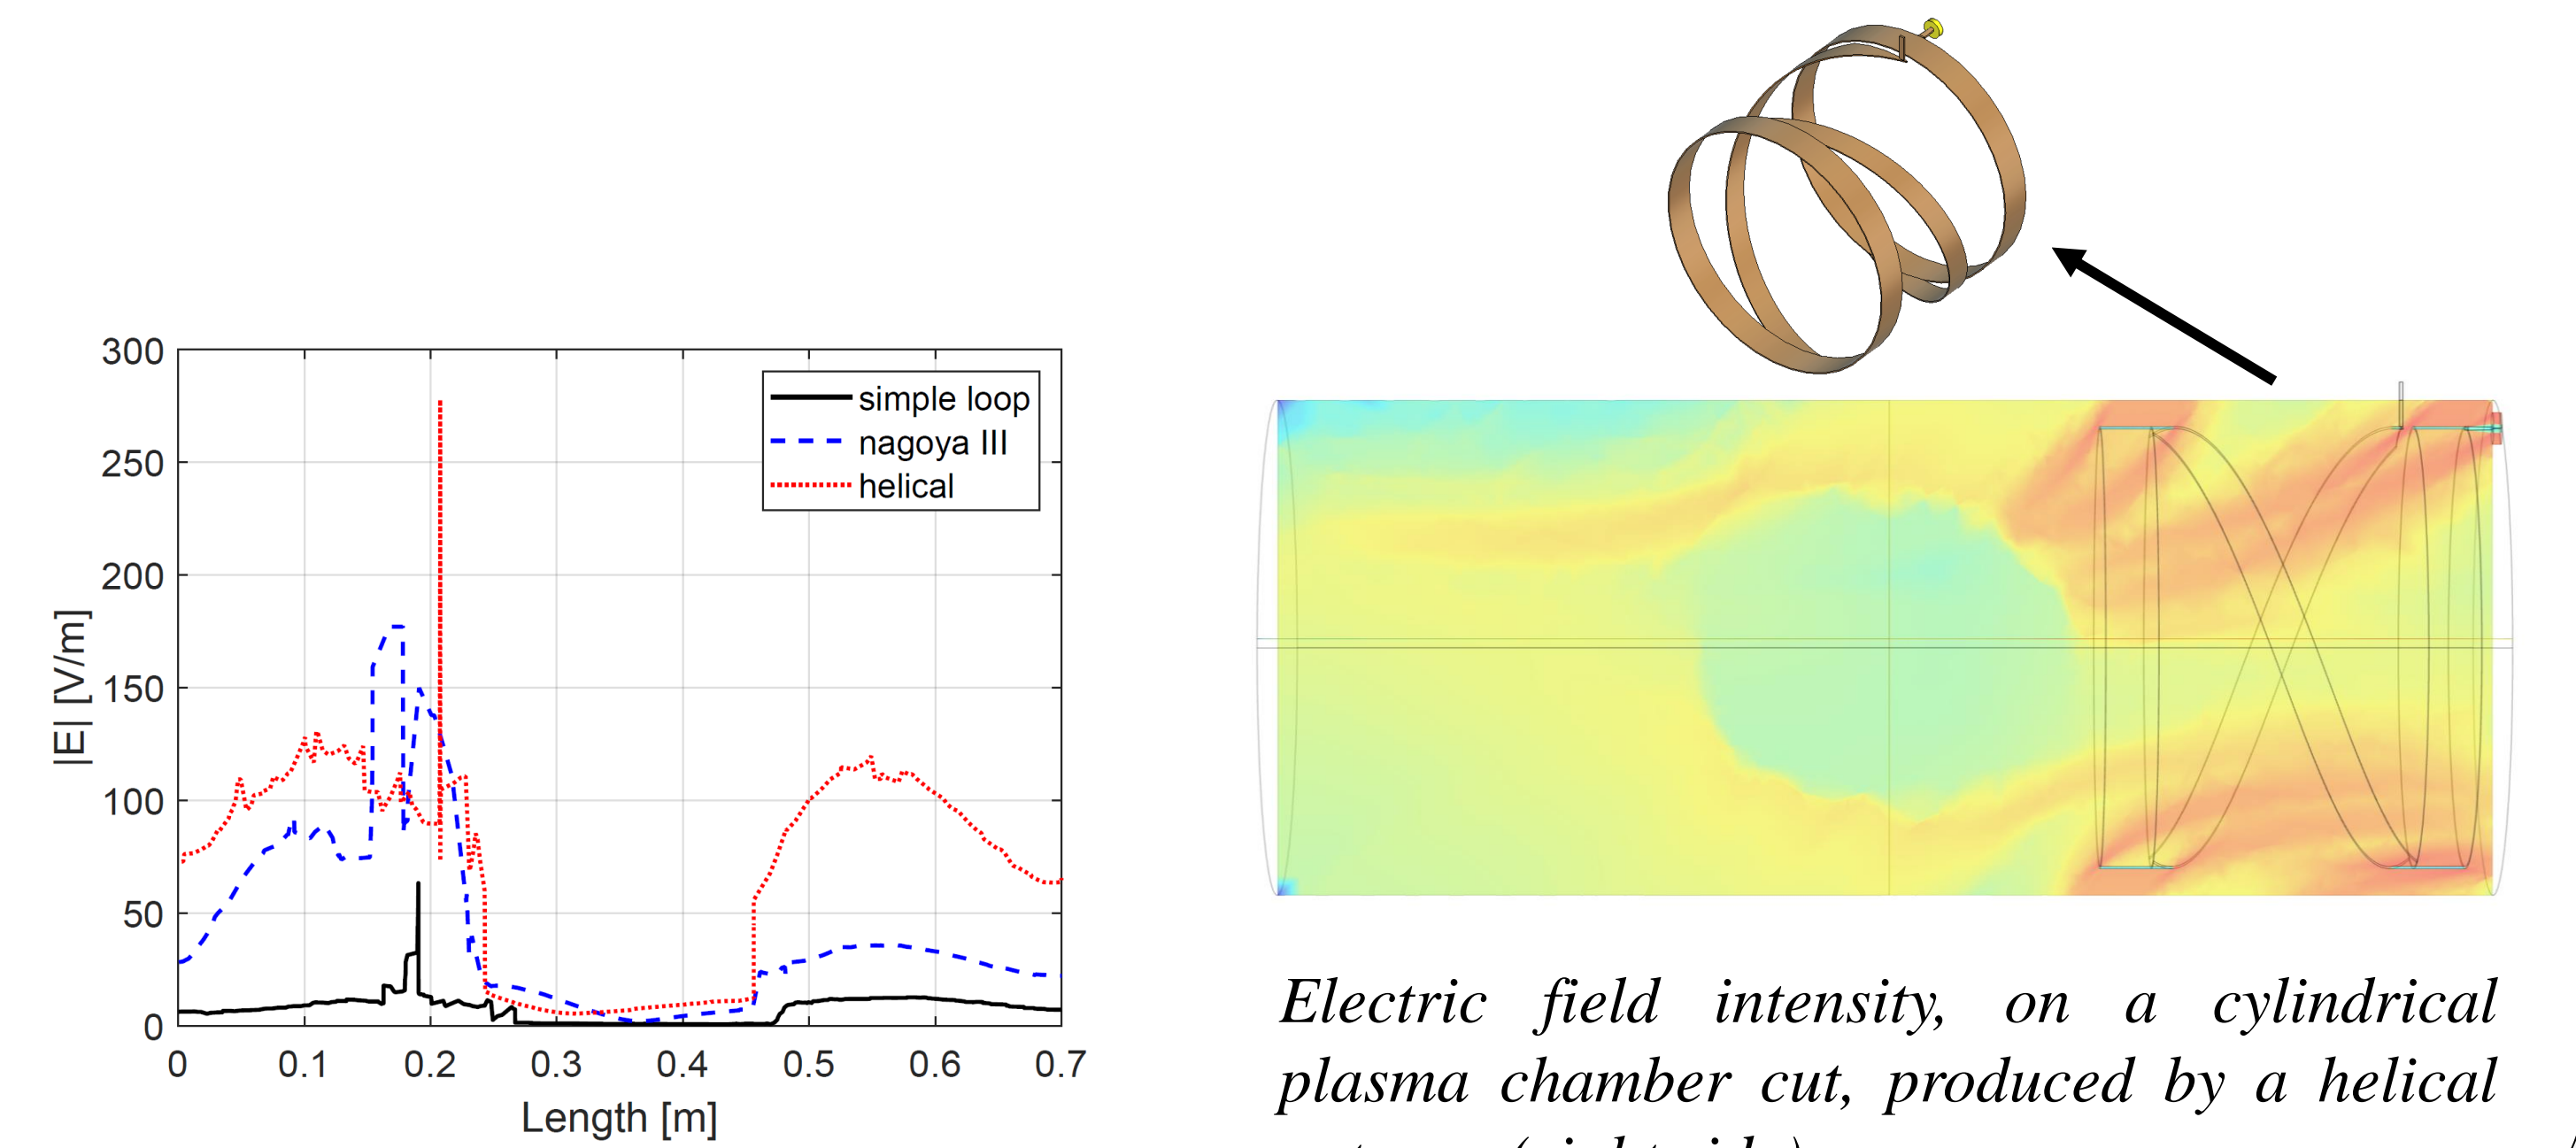 300
250
200
150
100
50
0
|E| [V/m]
simple loop
nagoya III
helical
0 0.1 0.2 0.3 0.4 0.5 0.6 0.7
Length [m]
Electric field intensity, on a cylindrical
plasma chamber cut, produced by a helical